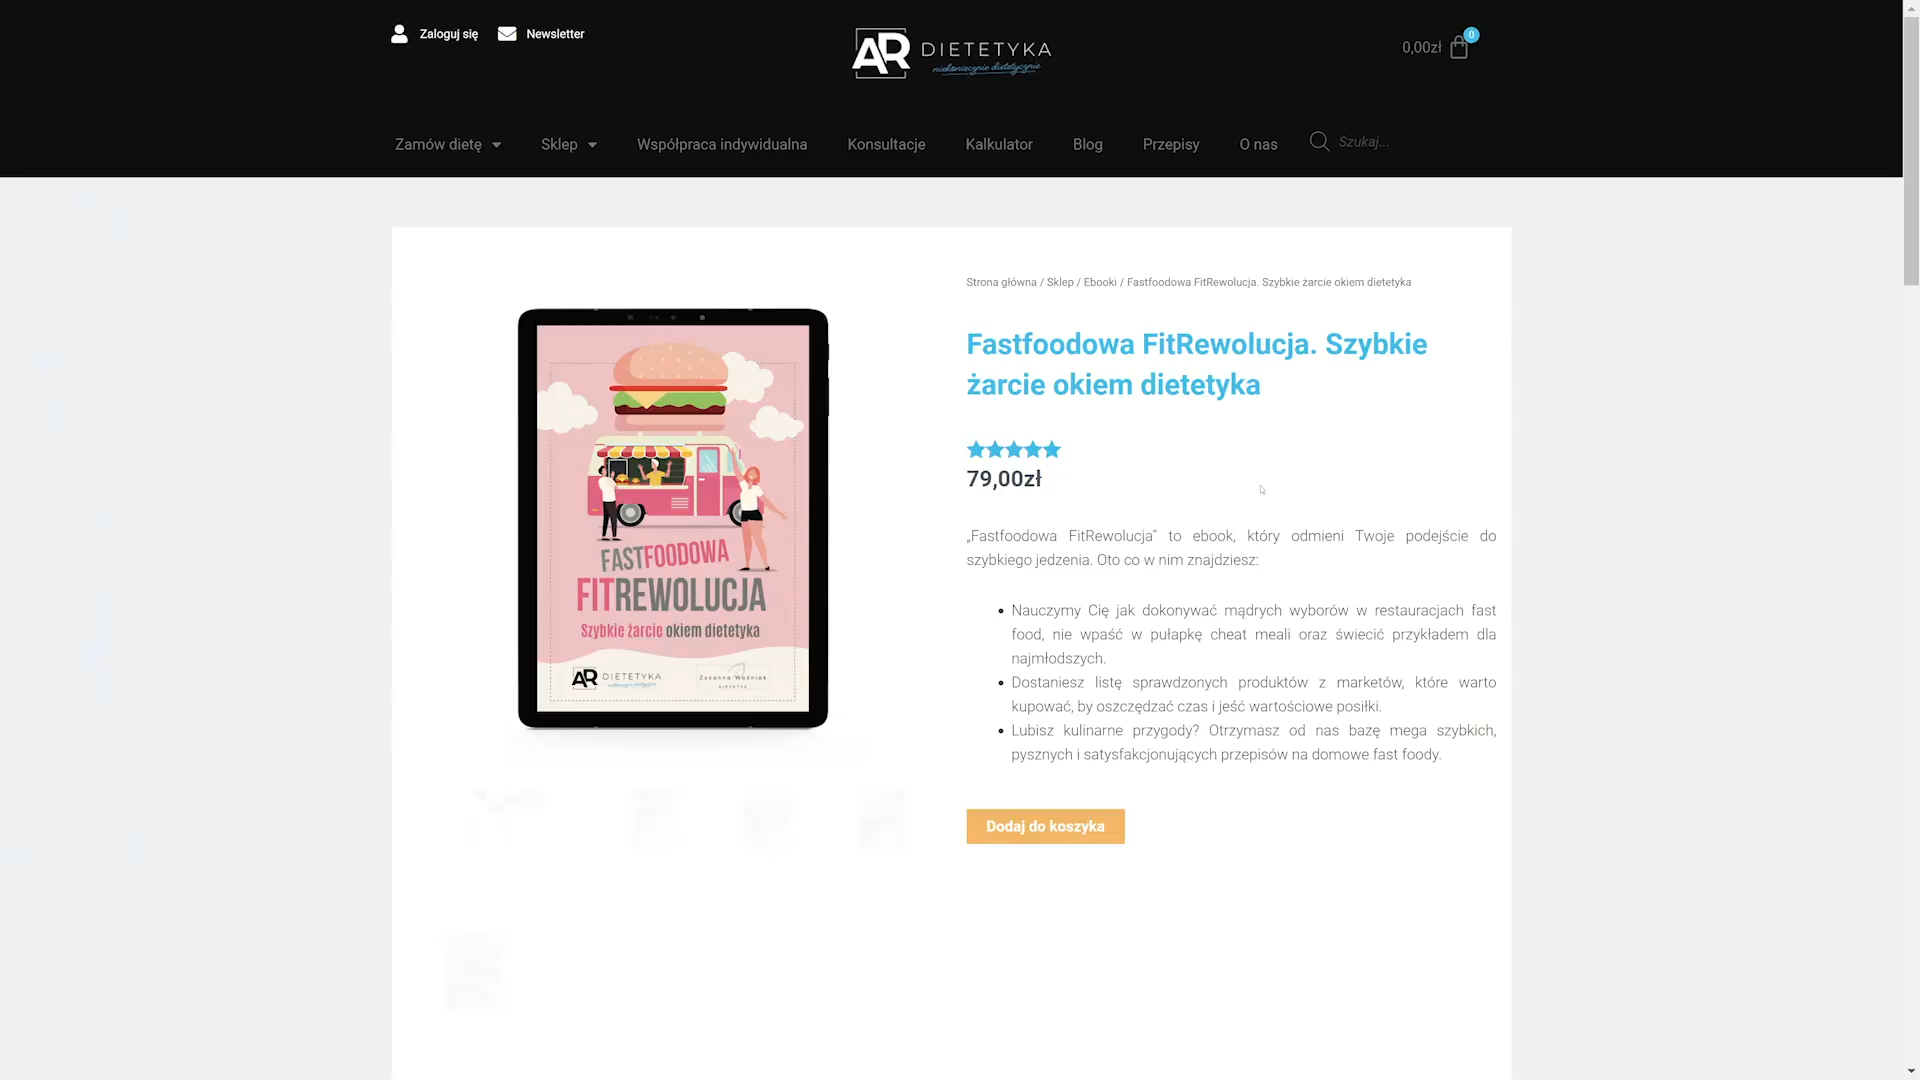 Zaloguj się
Newsletter
AR DIETETYKA
niekoniecznie dietetycznie
0,00zł
0
Zamów dietę
Sklep
Współpraca indywidualna
Konsultacje
Kalkulator
Blog
Przepisy
O nas
Szukaj...
Strona główna / Sklep / Ebooki / Fastfoodowa FitRewolucja. Szybkie żarcie okiem dietetyka
Fastfoodowa FitRewolucja. Szybkie
żarcie okiem dietetyka
79,00zł
„Fastfoodowa FitRewolucja” to ebook, który odmieni Twoje podejście do
szybkiego jedzenia. Oto co w nim znajdziesz:
Nauczymy Cię jak dokonywać mądrych wyborów w restauracjach fast
food, nie wpaść w pułapkę cheat meali oraz świecić przykładem dla
najmłodszych.
Dostaniesz listę sprawdzonych produktów z marketów, które warto
kupować, by oszczędzać czas i jeść wartościowe posiłki.
Lubisz kulinarne przygody? Otrzymasz od nas bazę mega szybkich,
pysznych i satysfakcjonujących przepisów na domowe fast foody.
Dodaj do koszyka
FASTFOODOWA
FITREWOLUCJA
Szybkie żarcie okiem dietetyka
AR DIETETYKA
Zuzanna Woźniak